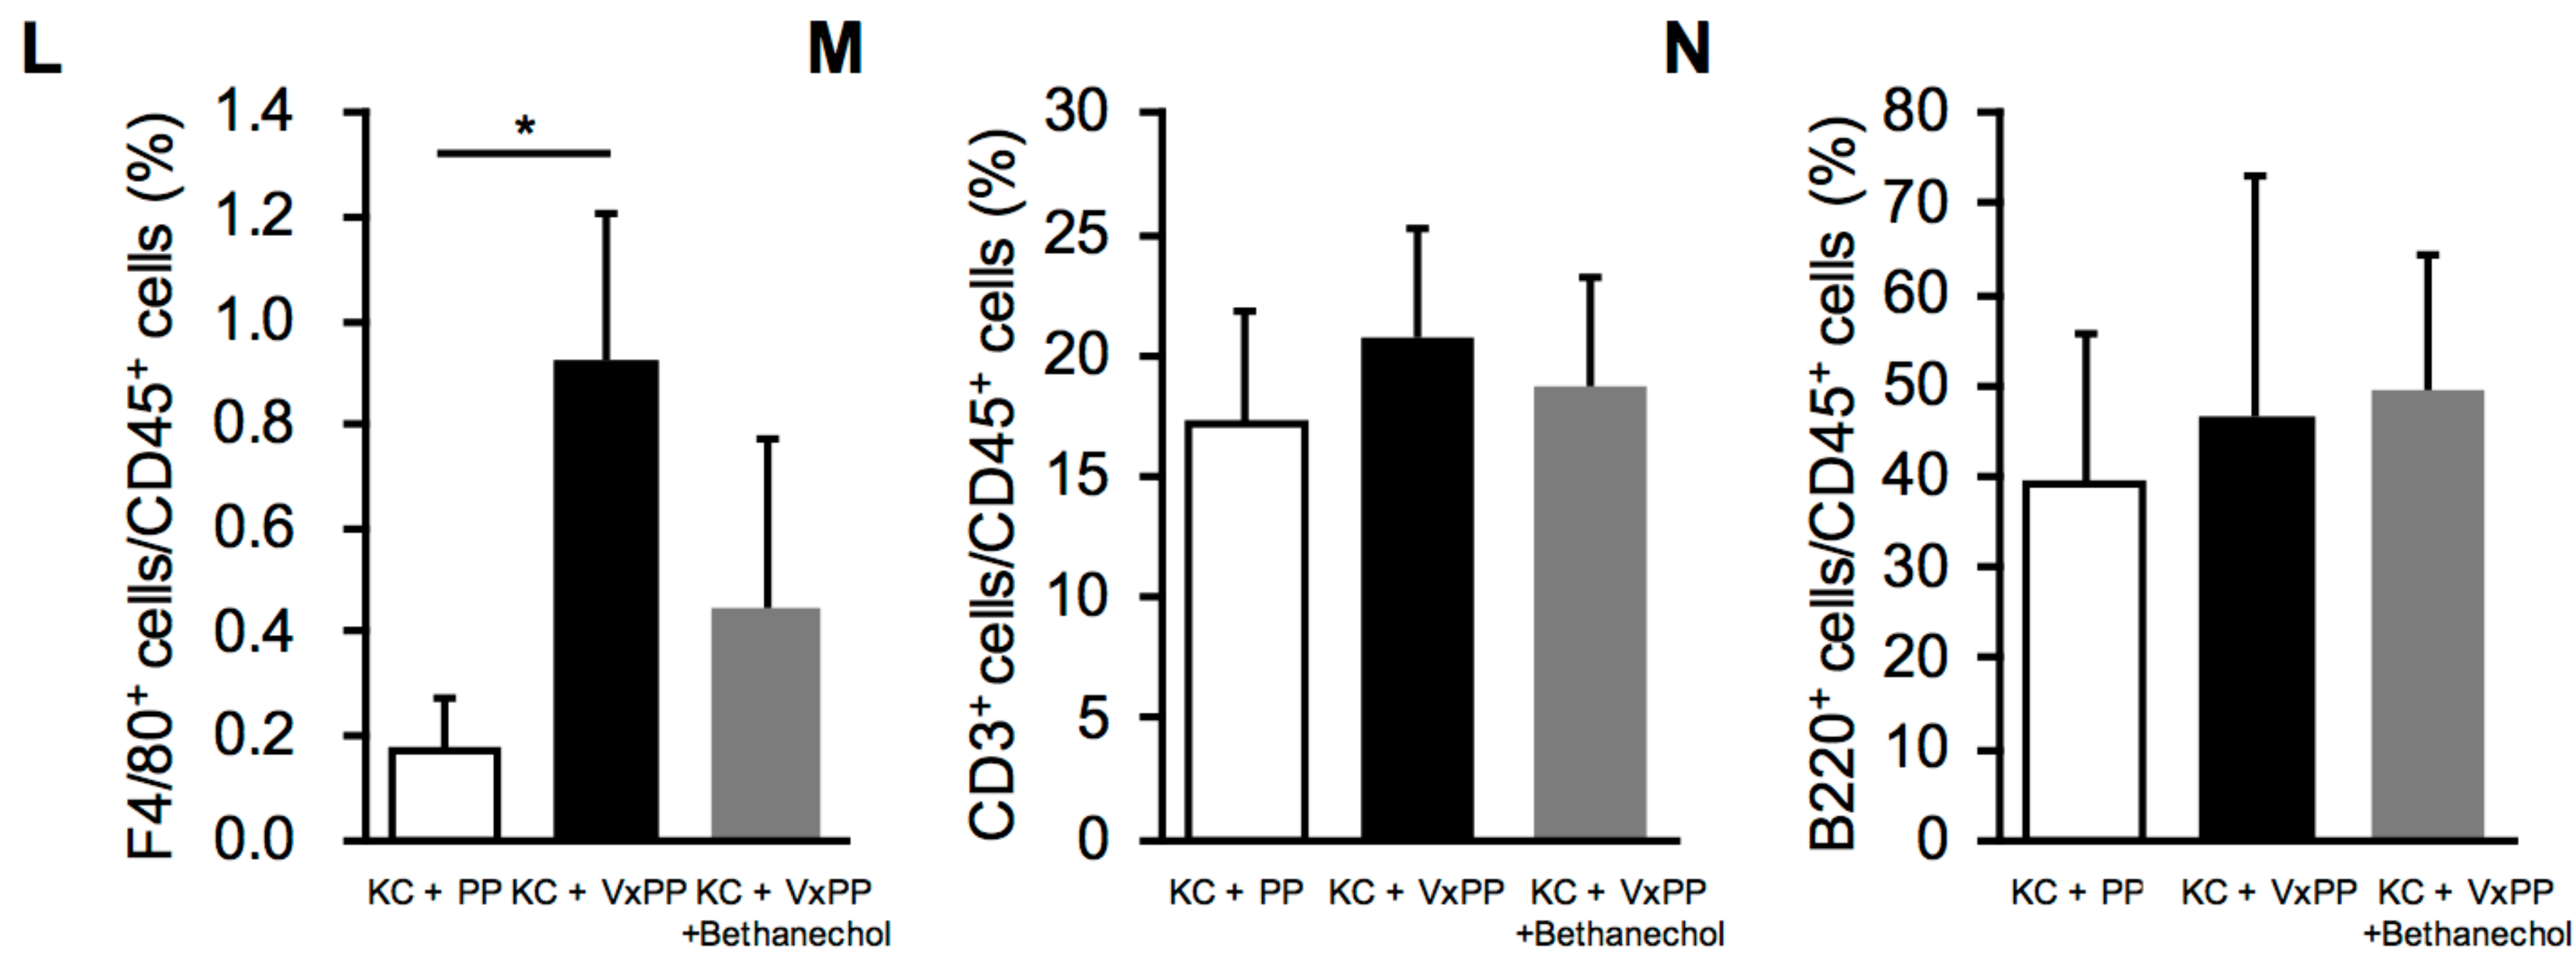 L
F4/80+ cells/CD45+ cells (%)
1.4
1.2
1.0
0.8
0.6
0.4
0.2
0.0
*
KC + PP
KC + VxPP
KC + VxPP
+Bethanechol
M
CD3+ cells/CD45+ cells (%)
30
25
20
15
10
5
0
KC + PP
KC + VxPP
KC + VxPP
+Bethanechol
N
B220+ cells/CD45+ cells (%)
80
70
60
50
40
30
20
10
0
KC + PP
KC + VxPP
KC + VxPP
+Bethanechol